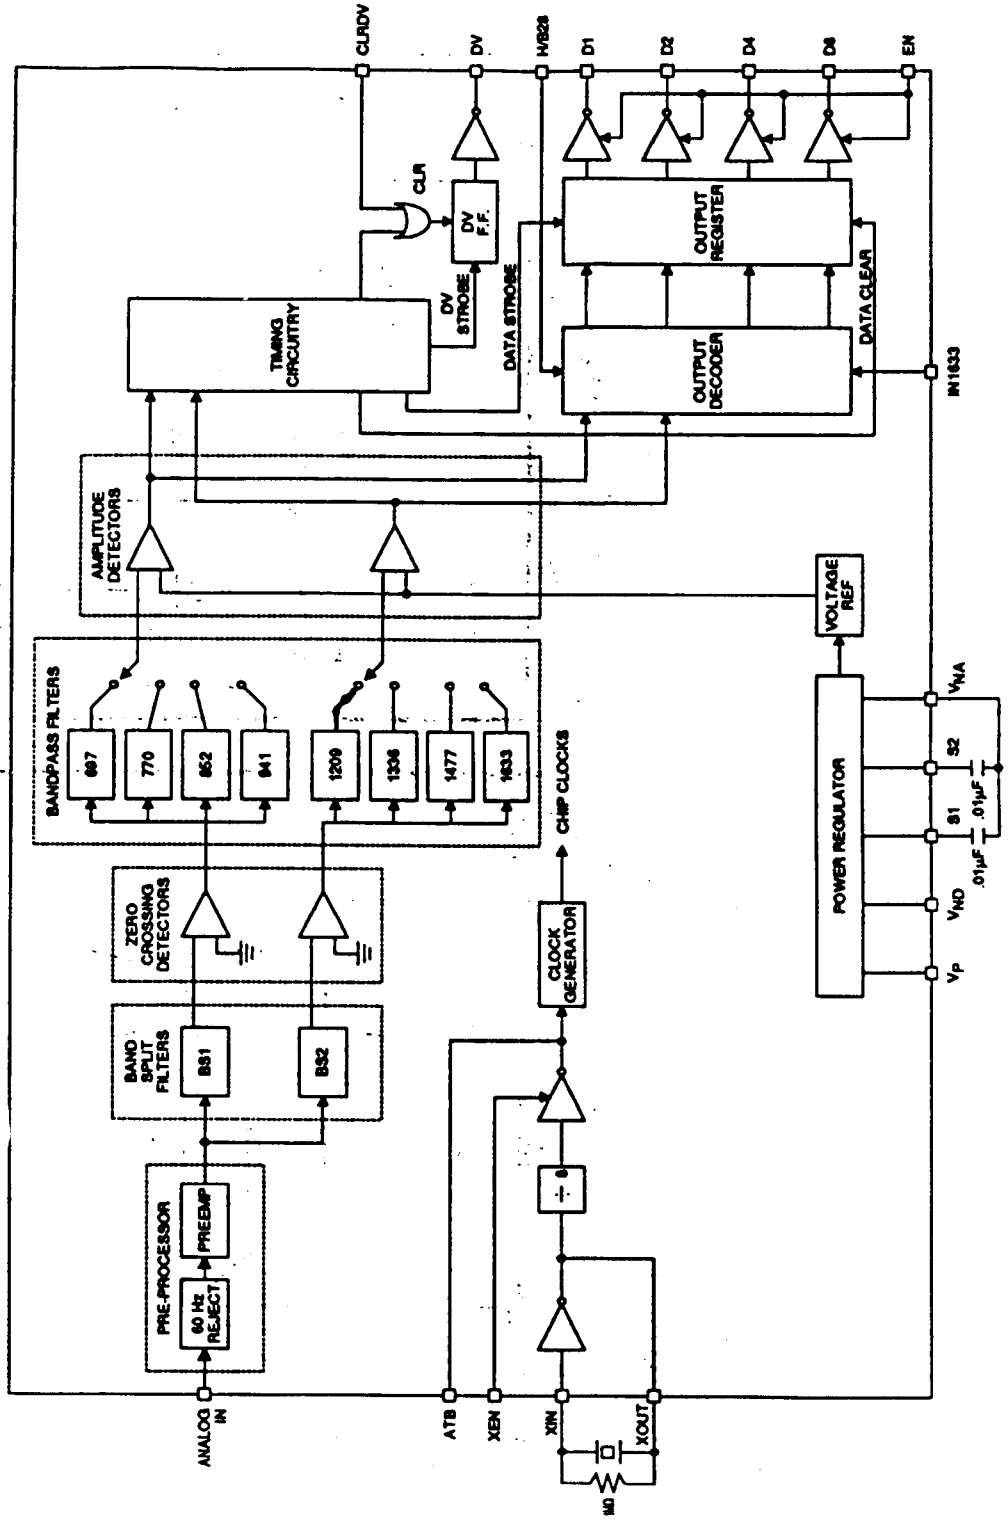 ANALOG
IN
PRE-PROCESSOR
60 Hz
REJECT
PREEMP
BAND
SPLIT
FILTERS
BS1
BS2
ZERO
CROSSING
DETECTORS
BANDPASS FILTERS
697
770
852
941
1209
1336
1477
1633
AMPLITUDE
DETECTORS
TIMING
CIRCUITRY
CLRDV
CLR
DV
F.F.
DV
DV
STROBE
DATA STROBE
H/B28
OUTPUT
DECODER
OUTPUT
REGISTER
DATA CLEAR
D1
D2
D4
D8
EN
IN1633
ATB
XEN
XIN
XOUT
1MΩ
÷ 8
CLOCK
GENERATOR
CHIP CLOCKS
POWER REGULATOR
VOLTAGE
REF
VP
VND
S1
S2
VNA
.01µF
.01µF